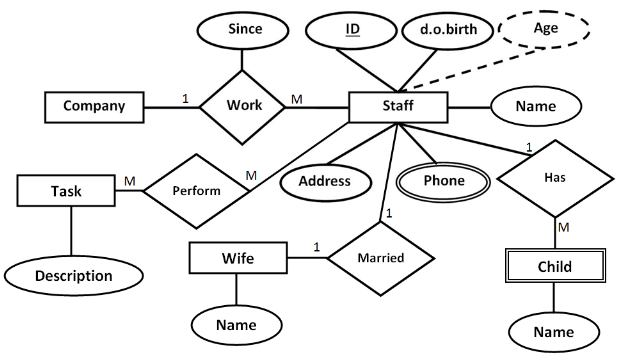 Since
ID
d.o.birth
Age
Company
1
Work
M
Staff
Name
1
Task
M
Perform
M
Address
Phone
Has
1
M
Wife
1
Married
Description
Child
Name
Name